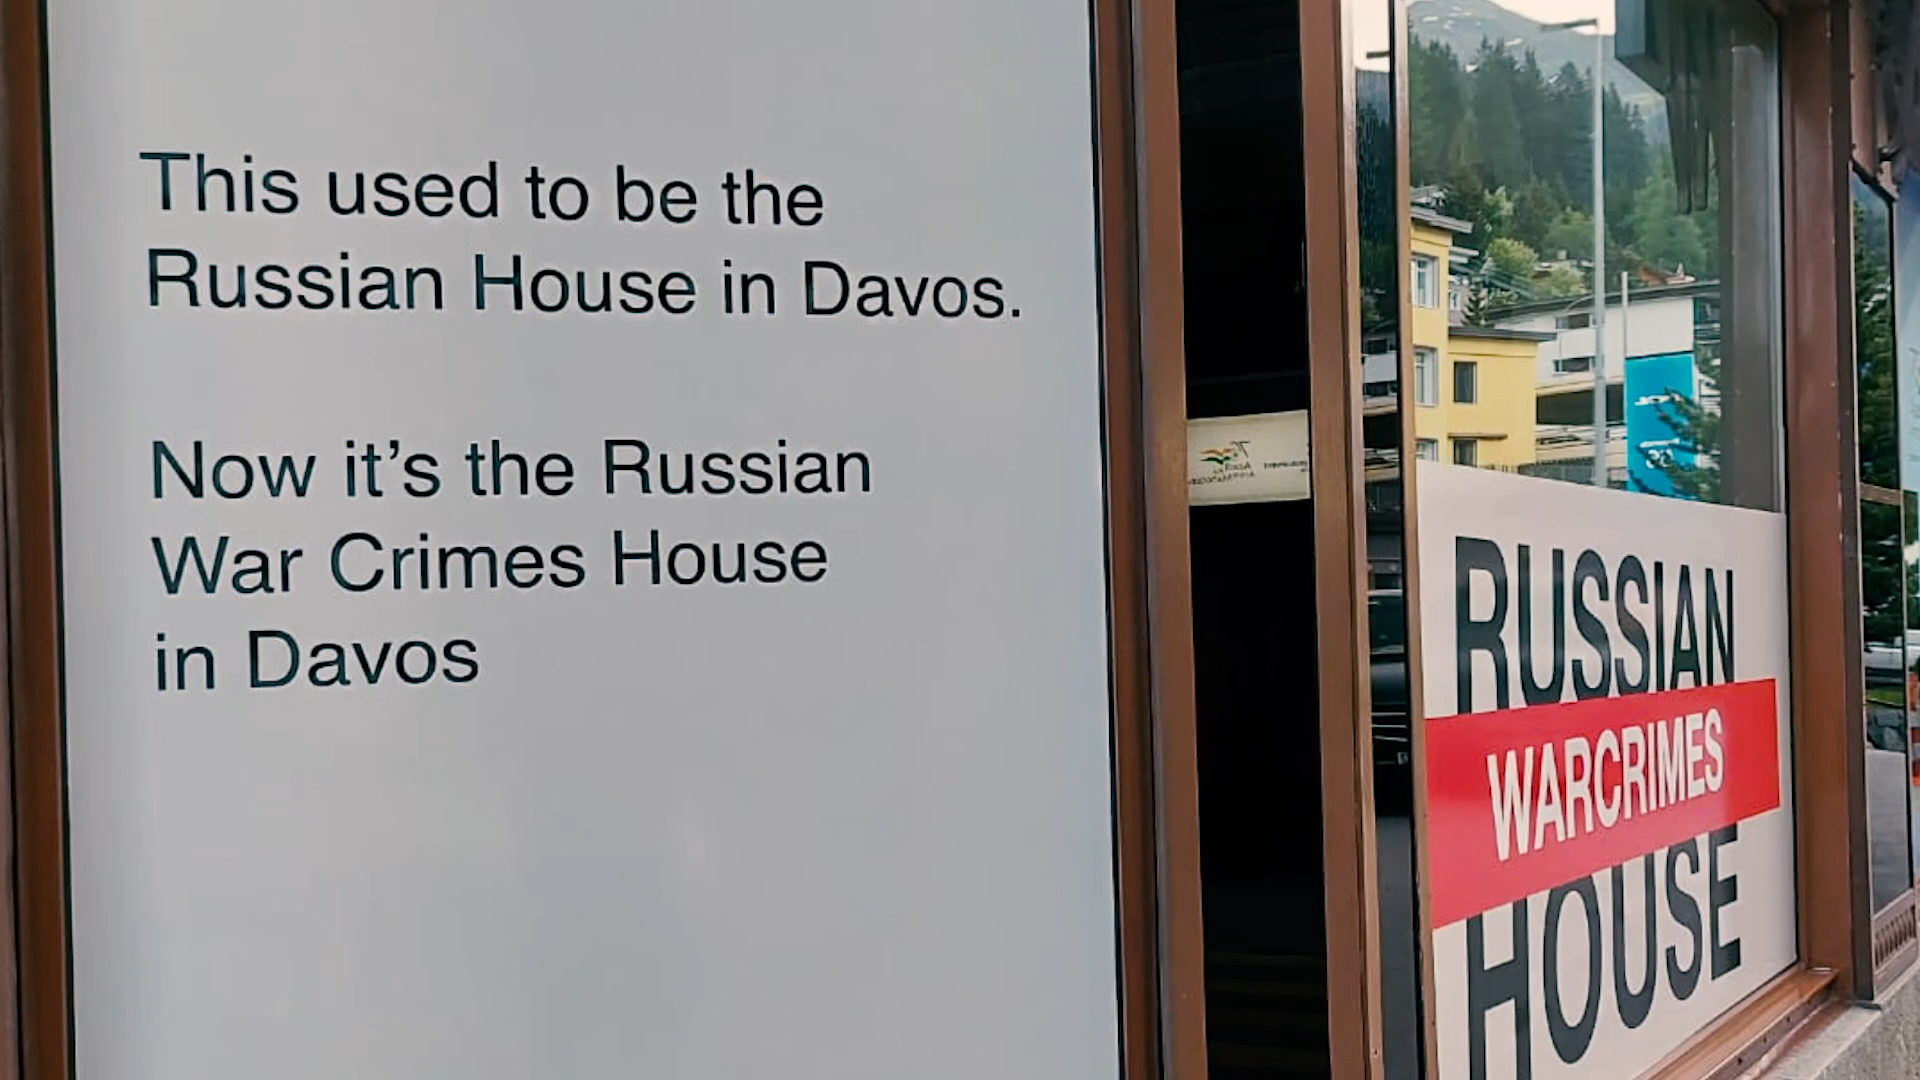 This used to be the
Russian House in Davos.
Now it's the Russian
War Crimes House
in Davos
RUSSIAN
WARCRIMES
HOUSE